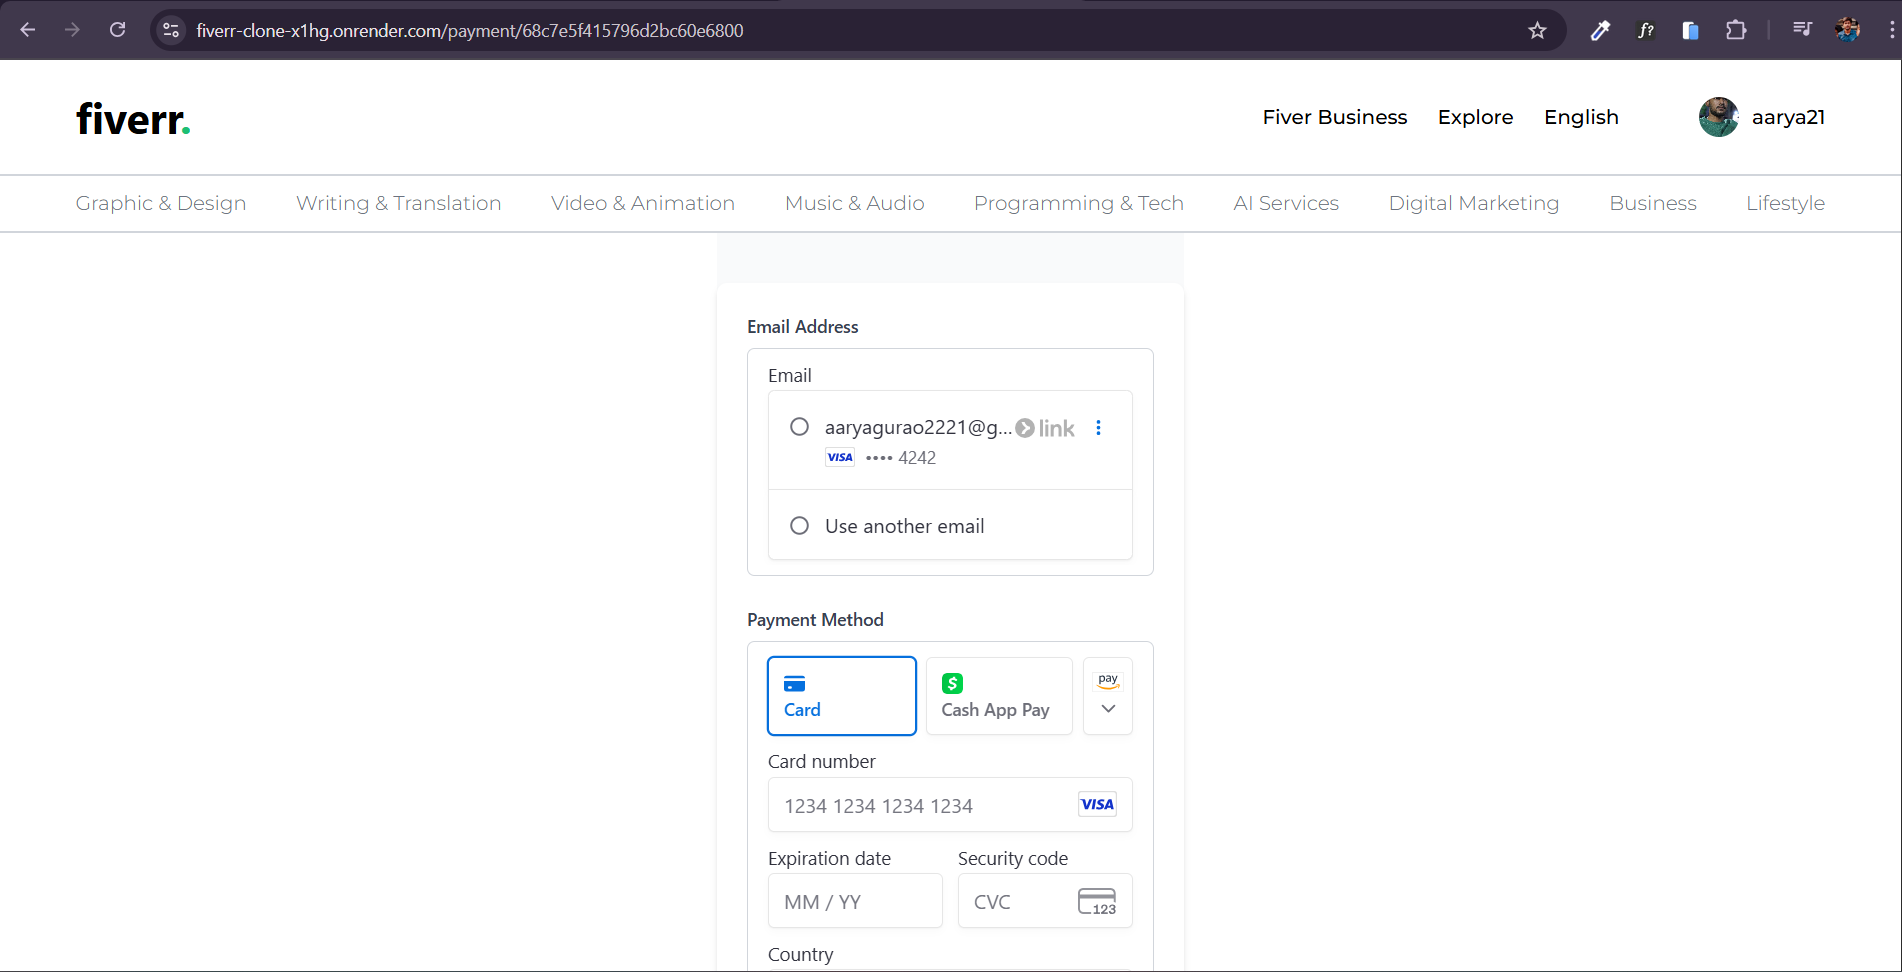 fiverr-clone-x1hg.onrender.com/payment/68c7e5f415796d2bc60e6800
f?
fiverr.
Fiver Business
Explore
English
aarya21
Graphic & Design
Writing & Translation
Video & Animation
Music & Audio
Programming & Tech
AI Services
Digital Marketing
Business
Lifestyle
Email Address
Email
aaryagurao2221@g... link
VISA •••• 4242
Use another email
Payment Method
Card
Cash App Pay
pay
Card number
1234 1234 1234 1234
VISA
Expiration date
Security code
MM / YY
CVC
123
Country